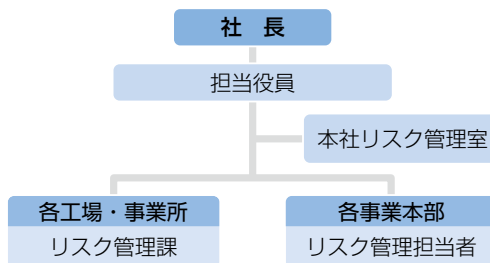 社　長
担当役員
本社リスク管理室
各工場・事業所
リスク管理課
各事業本部
リスク管理担当者